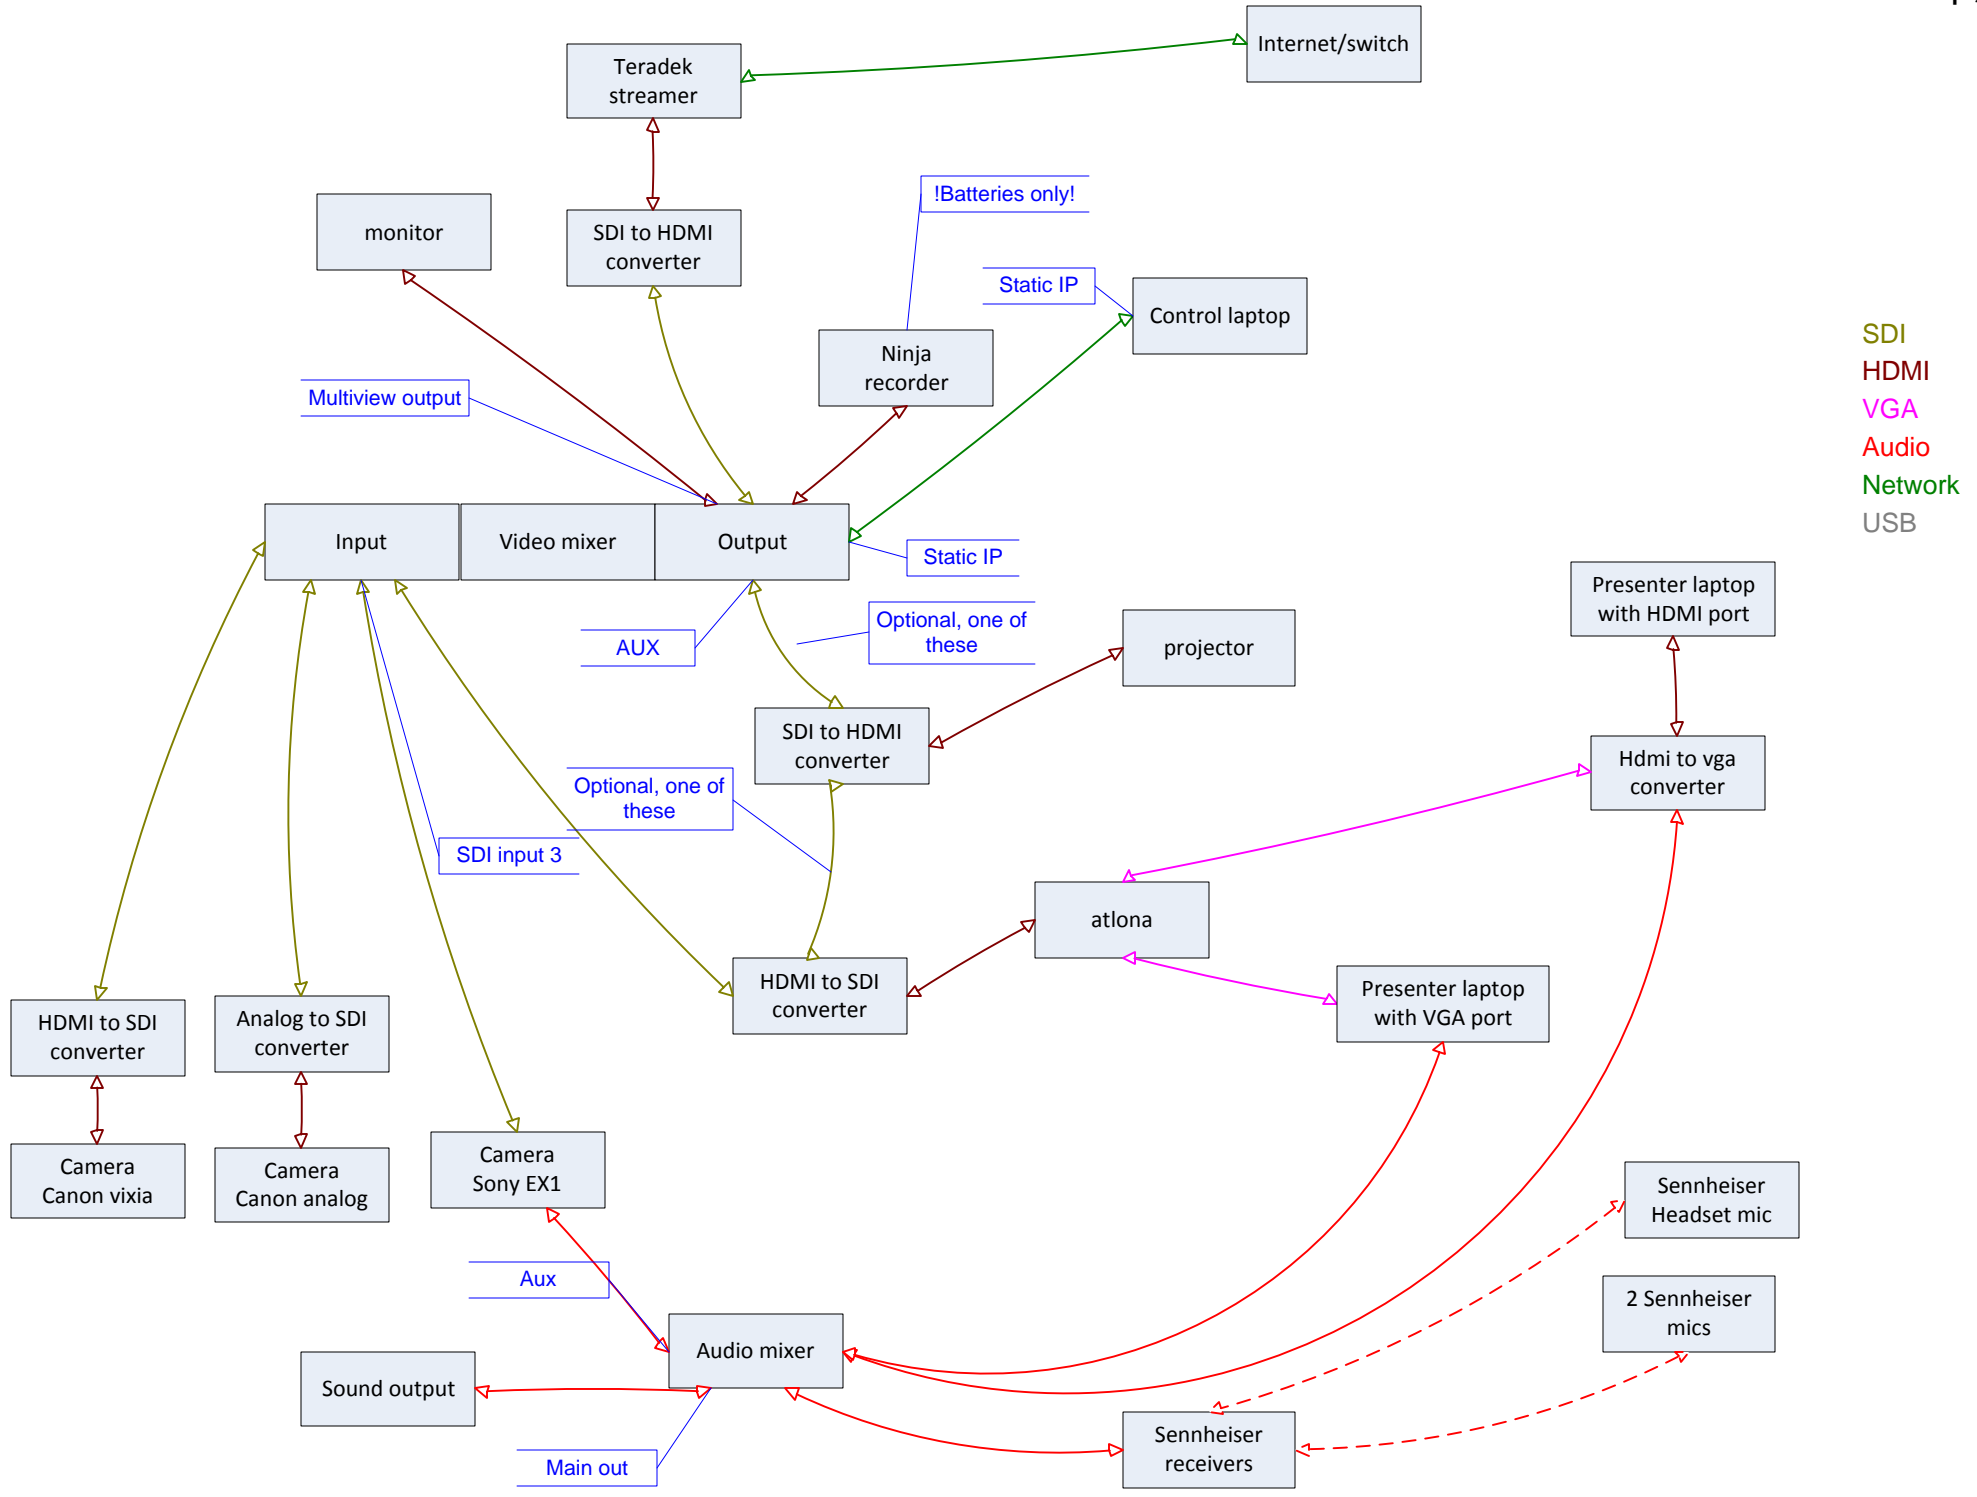 Internet/switch
Teradek
streamer
!Batteries only!
monitor
SDI to HDMI
converter
Static IP
Control laptop
Ninja
recorder
SDI
HDMI
VGA
Audio
Network
USB
Multiview output
Input
Video mixer
Output
Static IP
Presenter laptop
with HDMI port
AUX
Optional, one of
these
projector
SDI to HDMI
converter
Hdmi to vga
converter
Optional, one of
these
SDI input 3
atlona
HDMI to SDI
converter
Presenter laptop
with VGA port
HDMI to SDI
converter
Analog to SDI
converter
Camera
Canon vixia
Camera
Canon analog
Camera
Sony EX1
Sennheiser
Headset mic
Aux
2 Sennheiser
mics
Audio mixer
Sound output
Sennheiser
receivers
Main out